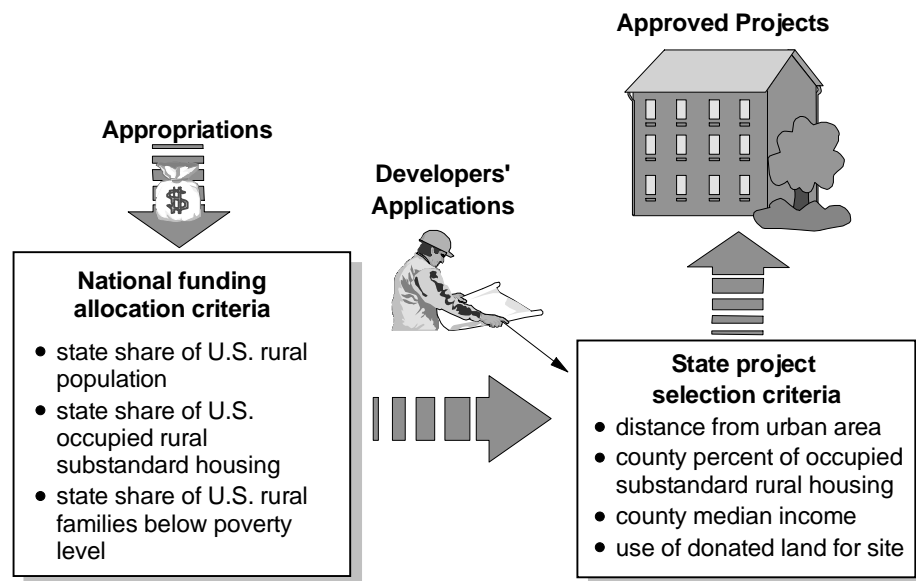 Approved Projects
Appropriations
$
Developers'
Applications
National funding
allocation criteria
• state share of U.S. rural
population
• state share of U.S.
occupied rural
substandard housing
• state share of U.S. rural
families below poverty
level
State project
selection criteria
• distance from urban area
• county percent of occupied
substandard rural housing
• county median income
• use of donated land for site